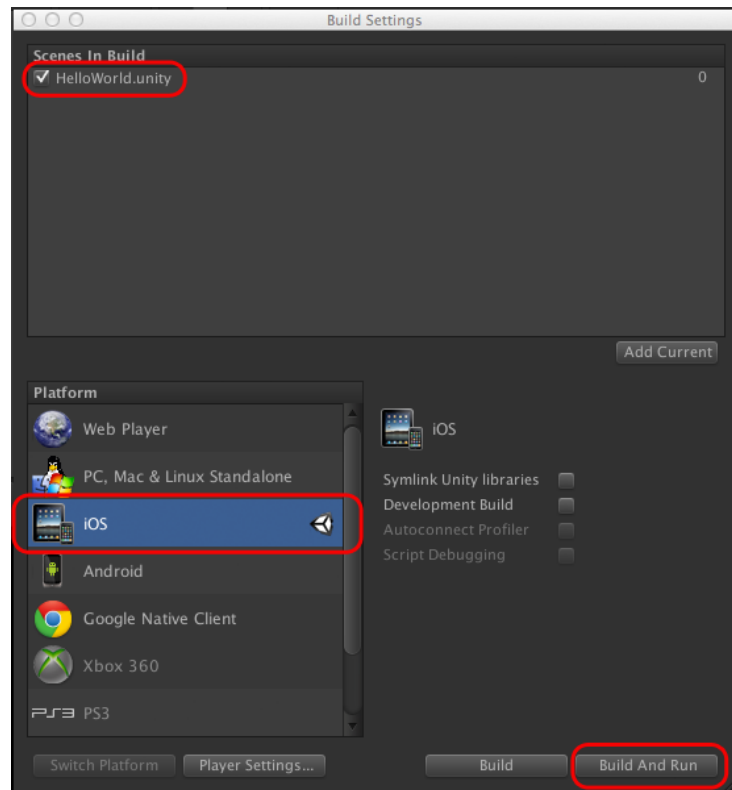 Build Settings
Scenes In Build
HelloWorld.unity 0
Add Current
Platform
Web Player
PC, Mac & Linux Standalone
iOS
Android
Google Native Client
Xbox 360
PS3 PS3
iOS
Symlink Unity libraries
Development Build
Autoconnect Profiler
Script Debugging
Switch Platform Player Settings... Build Build And Run